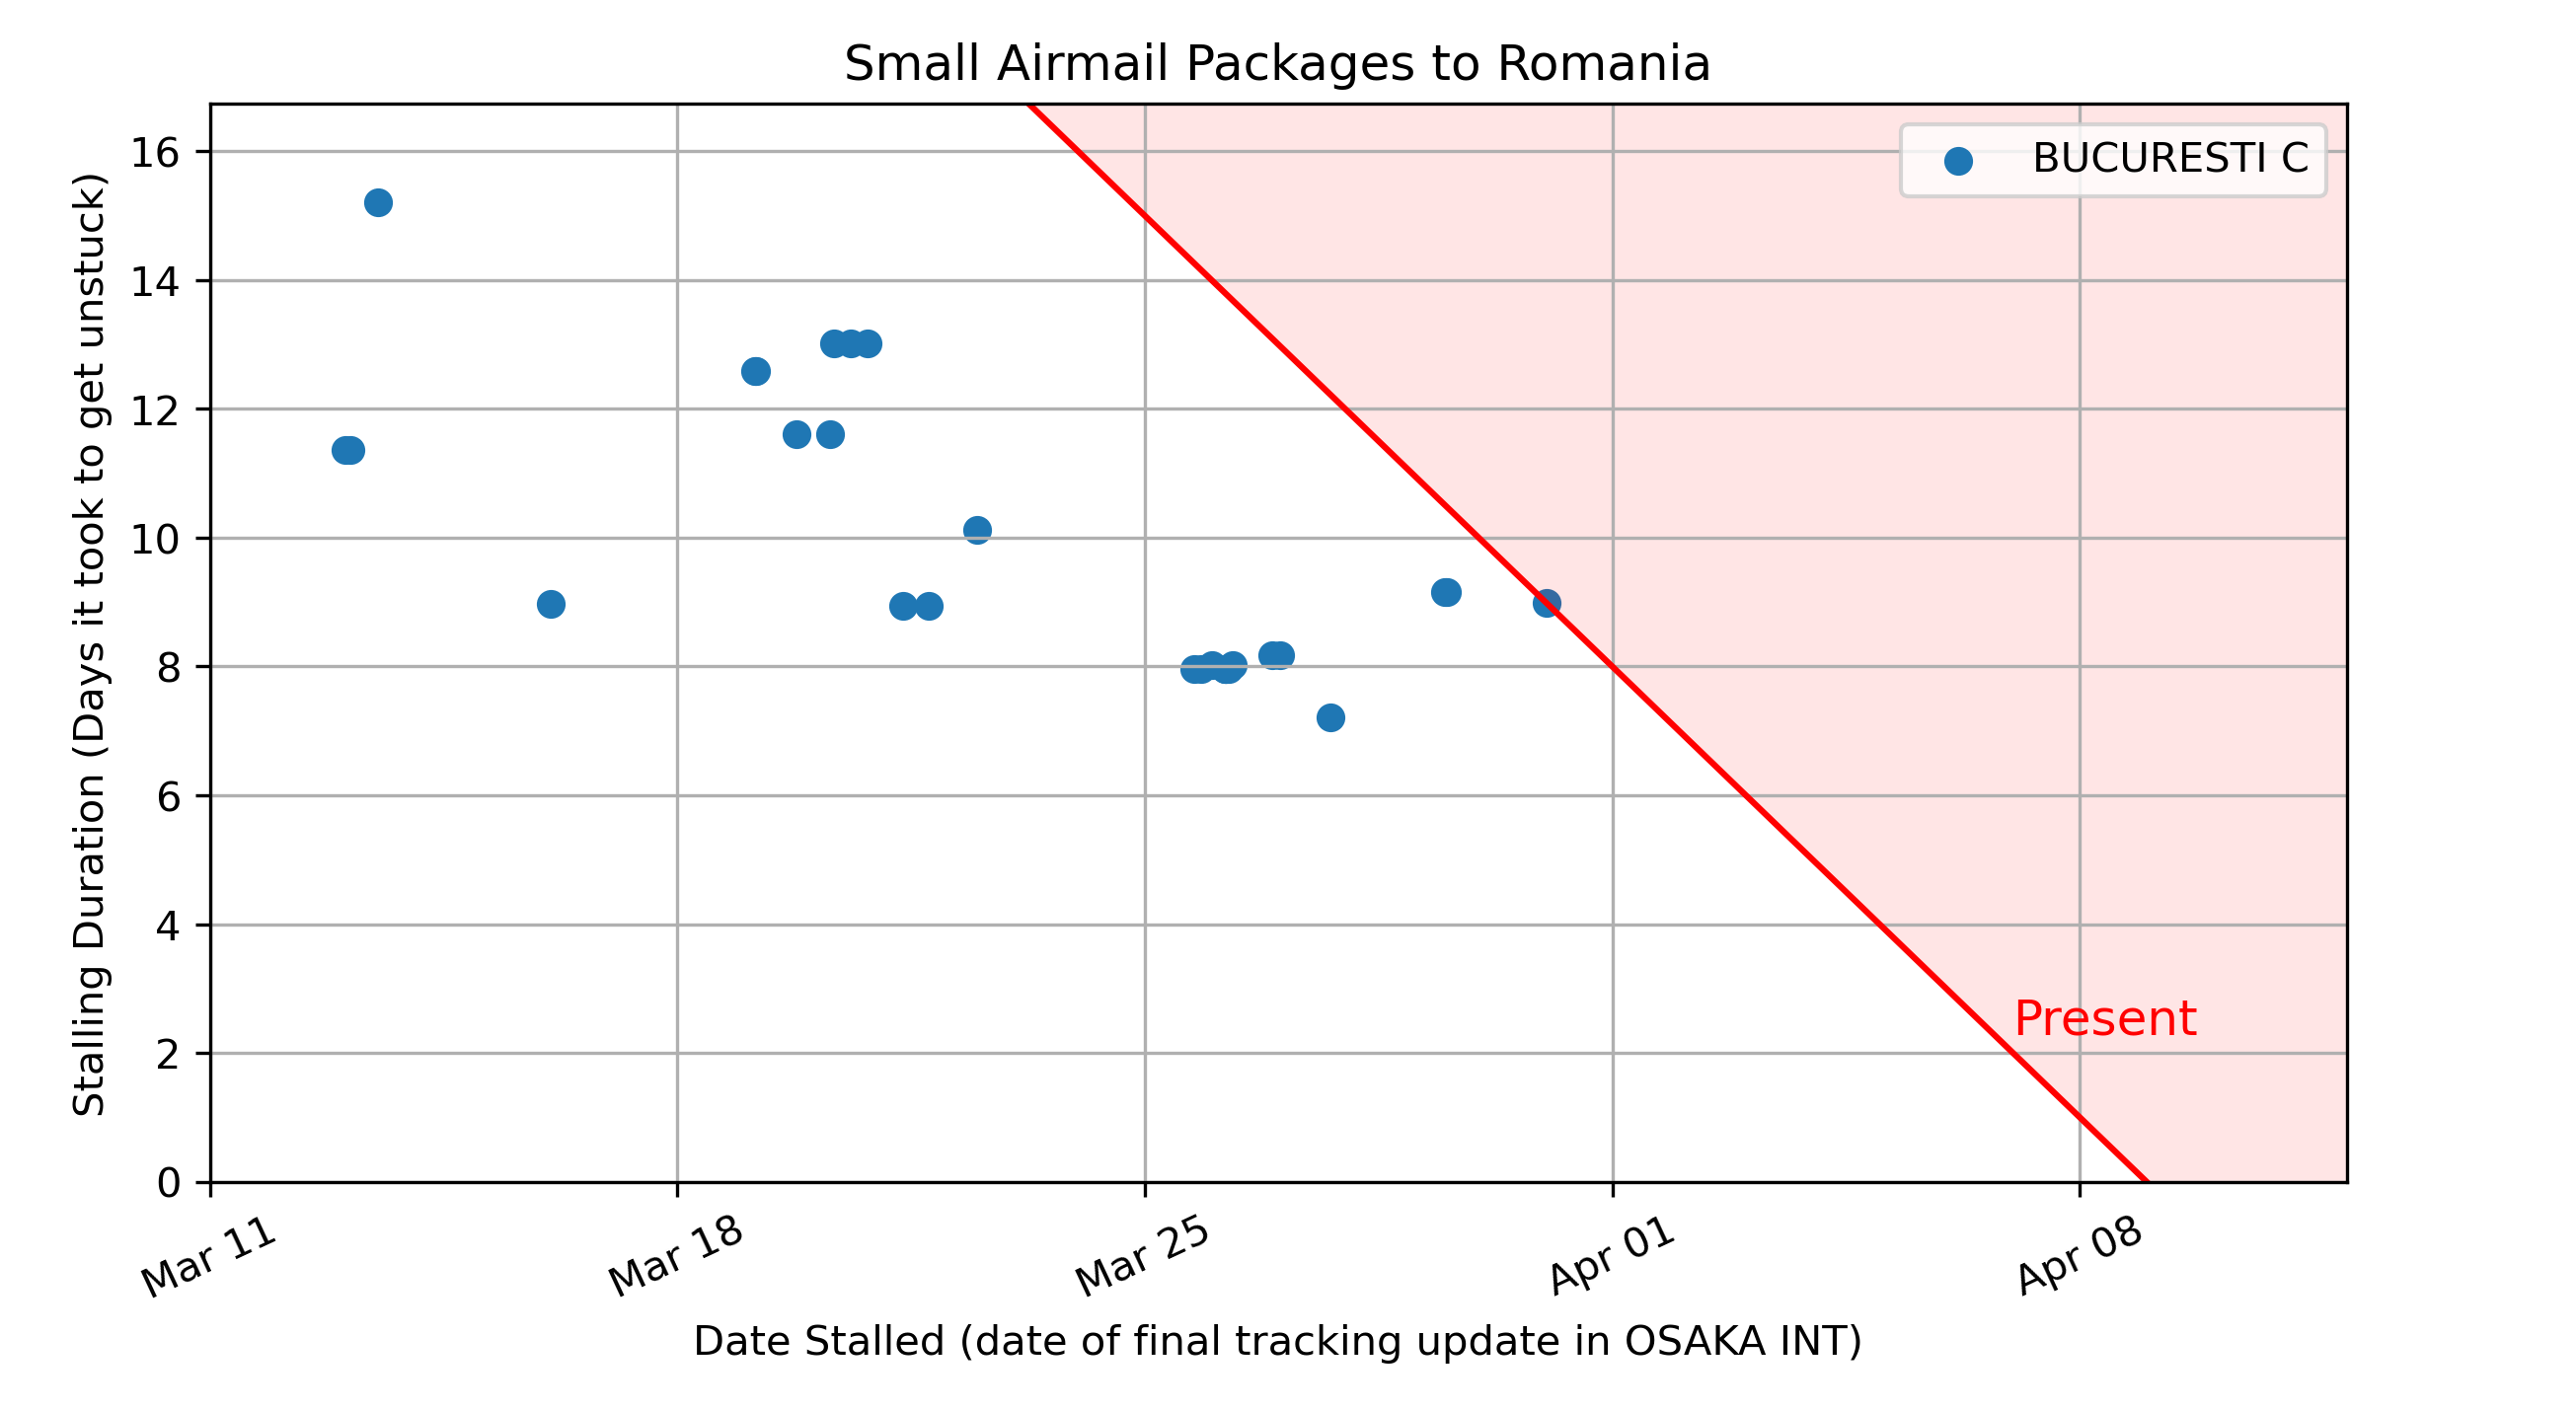 Small Airmail Packages to Romania
BUCURESTI C
Stalling Duration (Days it took to get unstuck)
16
14
12
10
8
6
4
2
0
Present
Mar 11
Mar 18
Mar 25
Apr 01
Apr 08
Date Stalled (date of final tracking update in OSAKA INT)